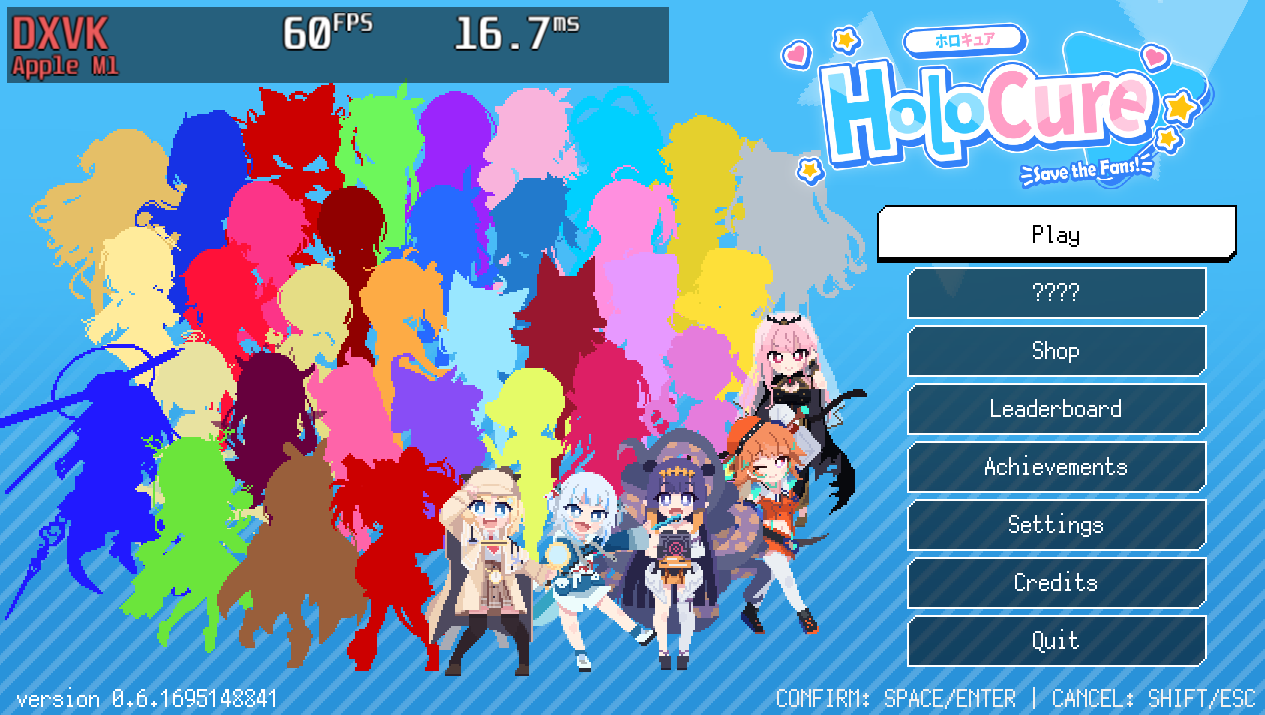 DXVK 60FPS 16.7ms
Apple M1
ホロキュア
HoloCure
Save the Fans!
Play
????
Shop
Leaderboard
Achievements
Settings
Credits
Quit
version 0.6.1695148841
CONFIRM: SPACE/ENTER | CANCEL: SHIFT/ESC